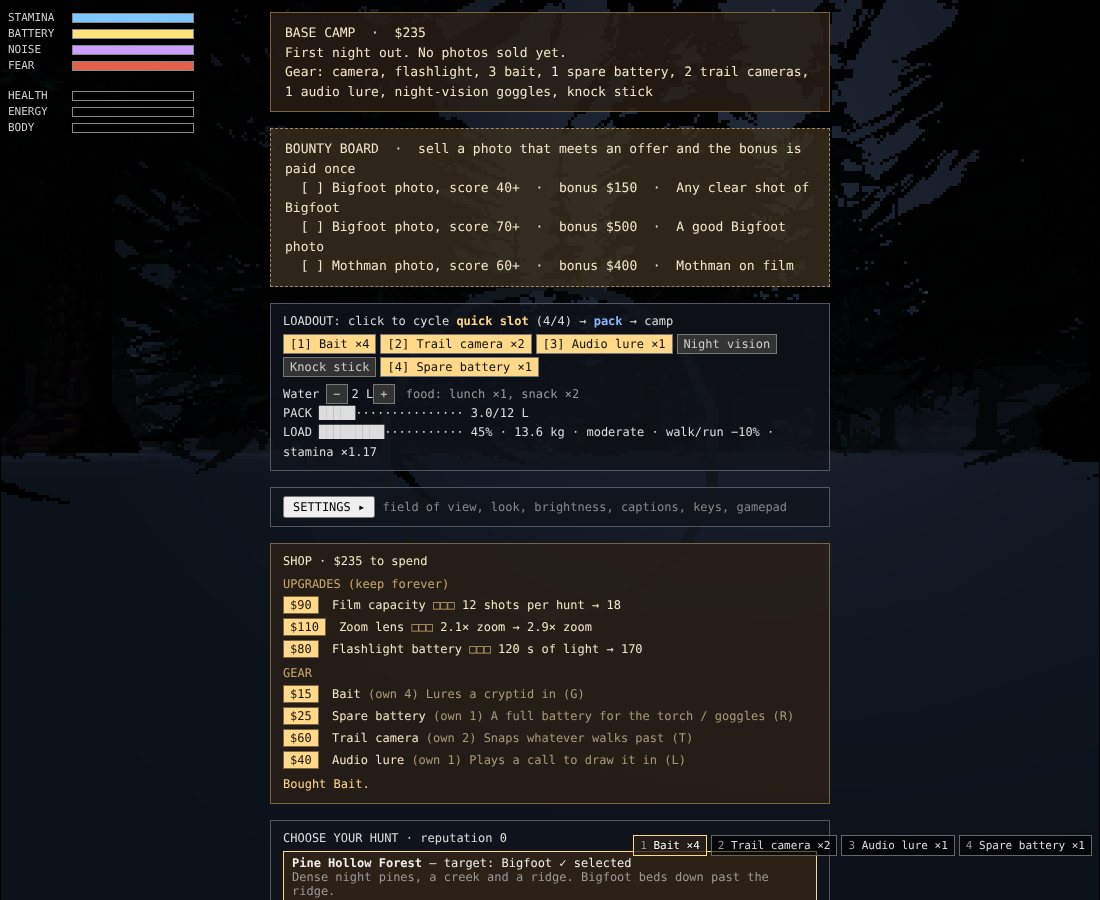 STAMINA
BATTERY
NOISE
FEAR
HEALTH
ENERGY
BODY
BASE CAMP · $235
First night out. No photos sold yet.
Gear: camera, flashlight, 3 bait, 1 spare battery, 2 trail cameras,
1 audio lure, night-vision goggles, knock stick
BOUNTY BOARD · sell a photo that meets an offer and the bonus is
paid once
[ ] Bigfoot photo, score 40+ · bonus $150 · Any clear shot of
Bigfoot
[ ] Bigfoot photo, score 70+ · bonus $500 · A good Bigfoot
photo
[ ] Mothman photo, score 60+ · bonus $400 · Mothman on film
LOADOUT: click to cycle quick slot (4/4) → pack → camp
[1] Bait ×4 [2] Trail camera ×2 [3] Audio lure ×1 Night vision
Knock stick [4] Spare battery ×1
Water − 2 L + food: lunch ×1, snack ×2
PACK █████··············· 3.0/12 L
LOAD █████████··········· 45% · 13.6 kg · moderate · walk/run −10% ·
stamina ×1.17
SETTINGS ▸ field of view, look, brightness, captions, keys, gamepad
SHOP · $235 to spend
UPGRADES (keep forever)
$90 Film capacity □□□ 12 shots per hunt → 18
$110 Zoom lens □□□ 2.1× zoom → 2.9× zoom
$80 Flashlight battery □□□ 120 s of light → 170
GEAR
$15 Bait (own 4) Lures a cryptid in (G)
$25 Spare battery (own 1) A full battery for the torch / goggles (R)
$60 Trail camera (own 2) Snaps whatever walks past (T)
$40 Audio lure (own 1) Plays a call to draw it in (L)
Bought Bait.
CHOOSE YOUR HUNT · reputation 0
1 Bait ×4 2 Trail camera ×2 3 Audio lure ×1 4 Spare battery ×1
Pine Hollow Forest — target: Bigfoot ✓ selected
Dense night pines, a creek and a ridge. Bigfoot beds down past the
ridge.